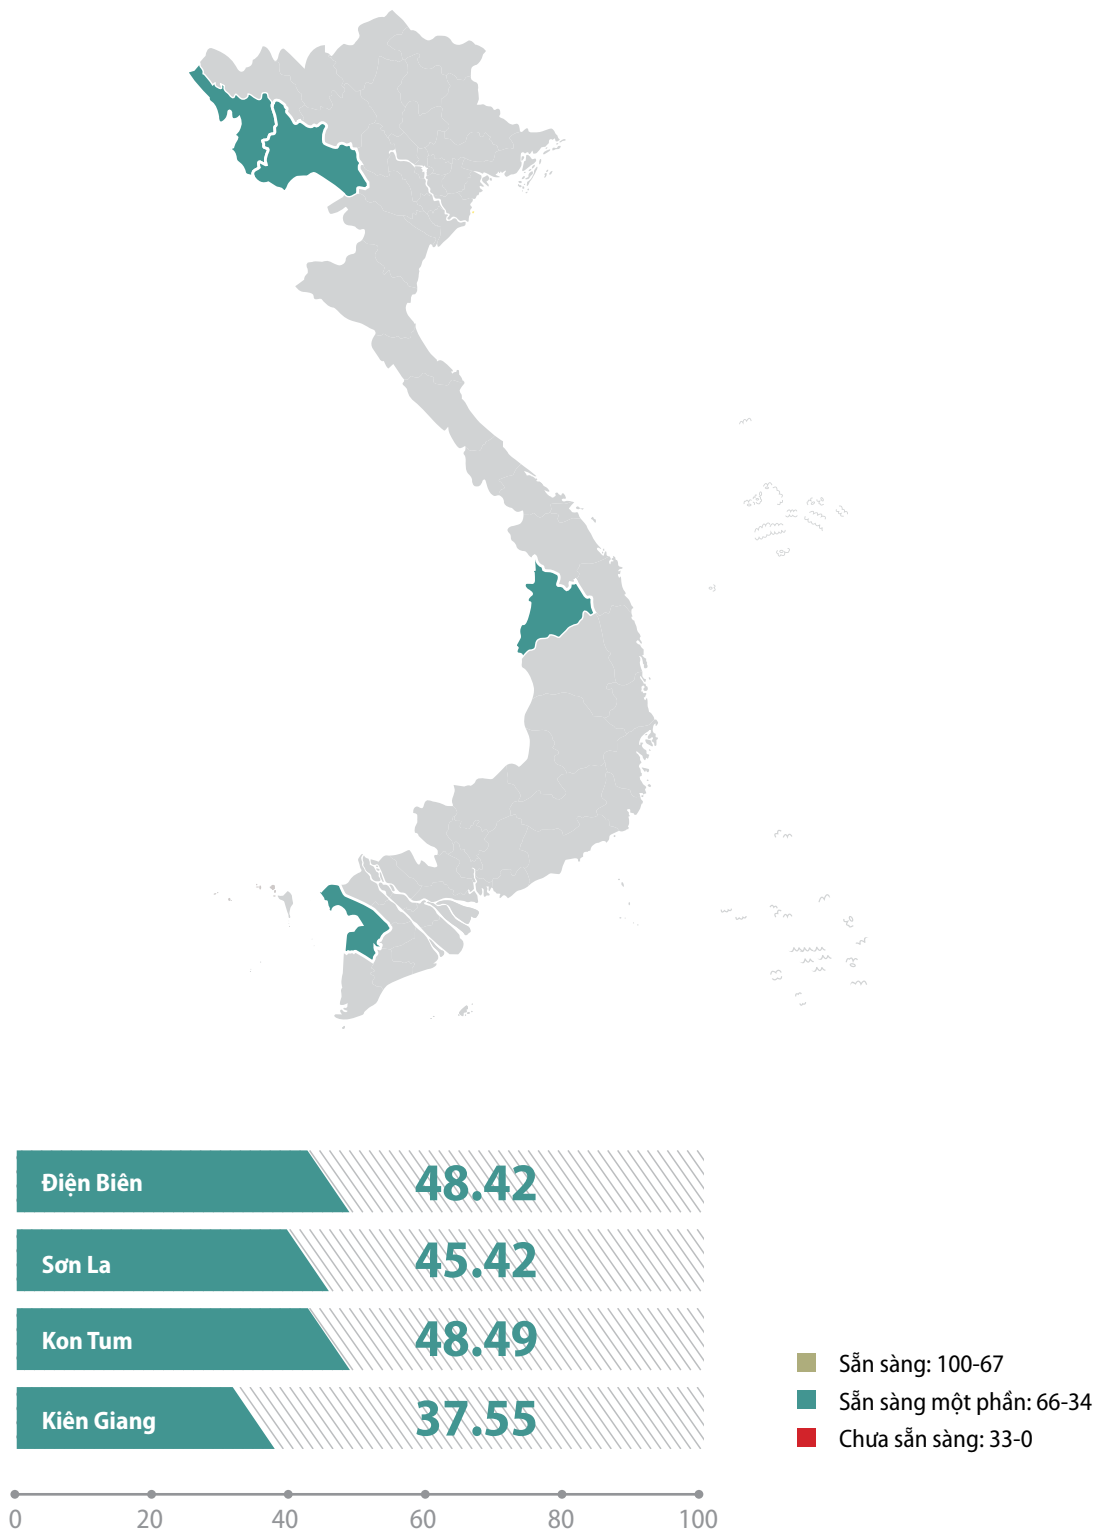 Điện Biên 48.42
Sơn La 45.42
Kon Tum 48.49
Kiên Giang 37.55
0 20 40 60 80 100
Sẵn sàng: 100-67
Sẵn sàng một phần: 66-34
Chưa sẵn sàng: 33-0